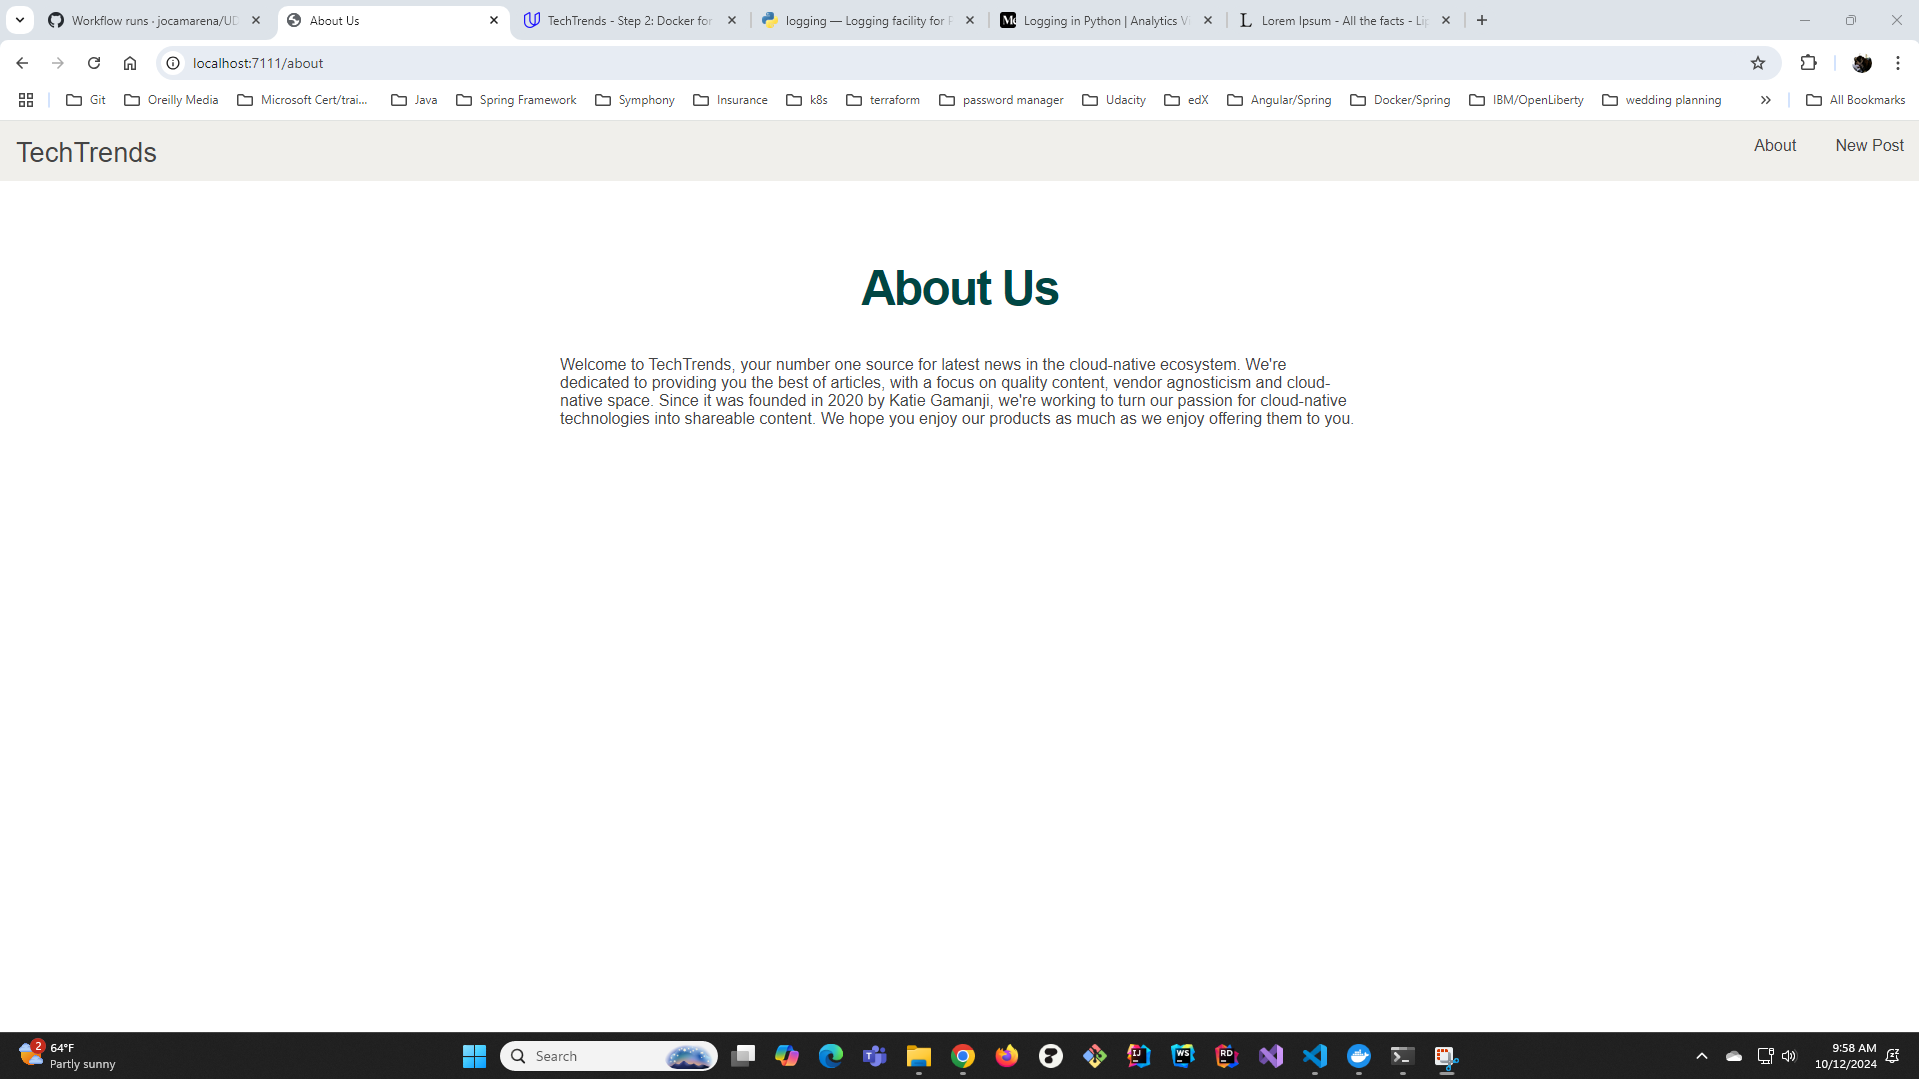 Workflow runs · jocamarena/UD
About Us
TechTrends - Step 2: Docker for
logging — Logging facility for P
Logging in Python | Analytics V
Lorem Ipsum - All the facts - Lip
localhost:7111/about
Git
Oreilly Media
Microsoft Cert/trai...
Java
Spring Framework
Symphony
Insurance
k8s
terraform
password manager
Udacity
edX
Angular/Spring
Docker/Spring
IBM/OpenLiberty
wedding planning
All Bookmarks
TechTrends
About
New Post
About Us
Welcome to TechTrends, your number one source for latest news in the cloud-native ecosystem. We're
dedicated to providing you the best of articles, with a focus on quality content, vendor agnosticism and cloud-
native space. Since it was founded in 2020 by Katie Gamanji, we're working to turn our passion for cloud-native
technologies into shareable content. We hope you enjoy our products as much as we enjoy offering them to you.
2
64°F
Partly sunny
Search
IJ
WS
RD
9:58 AM
10/12/2024